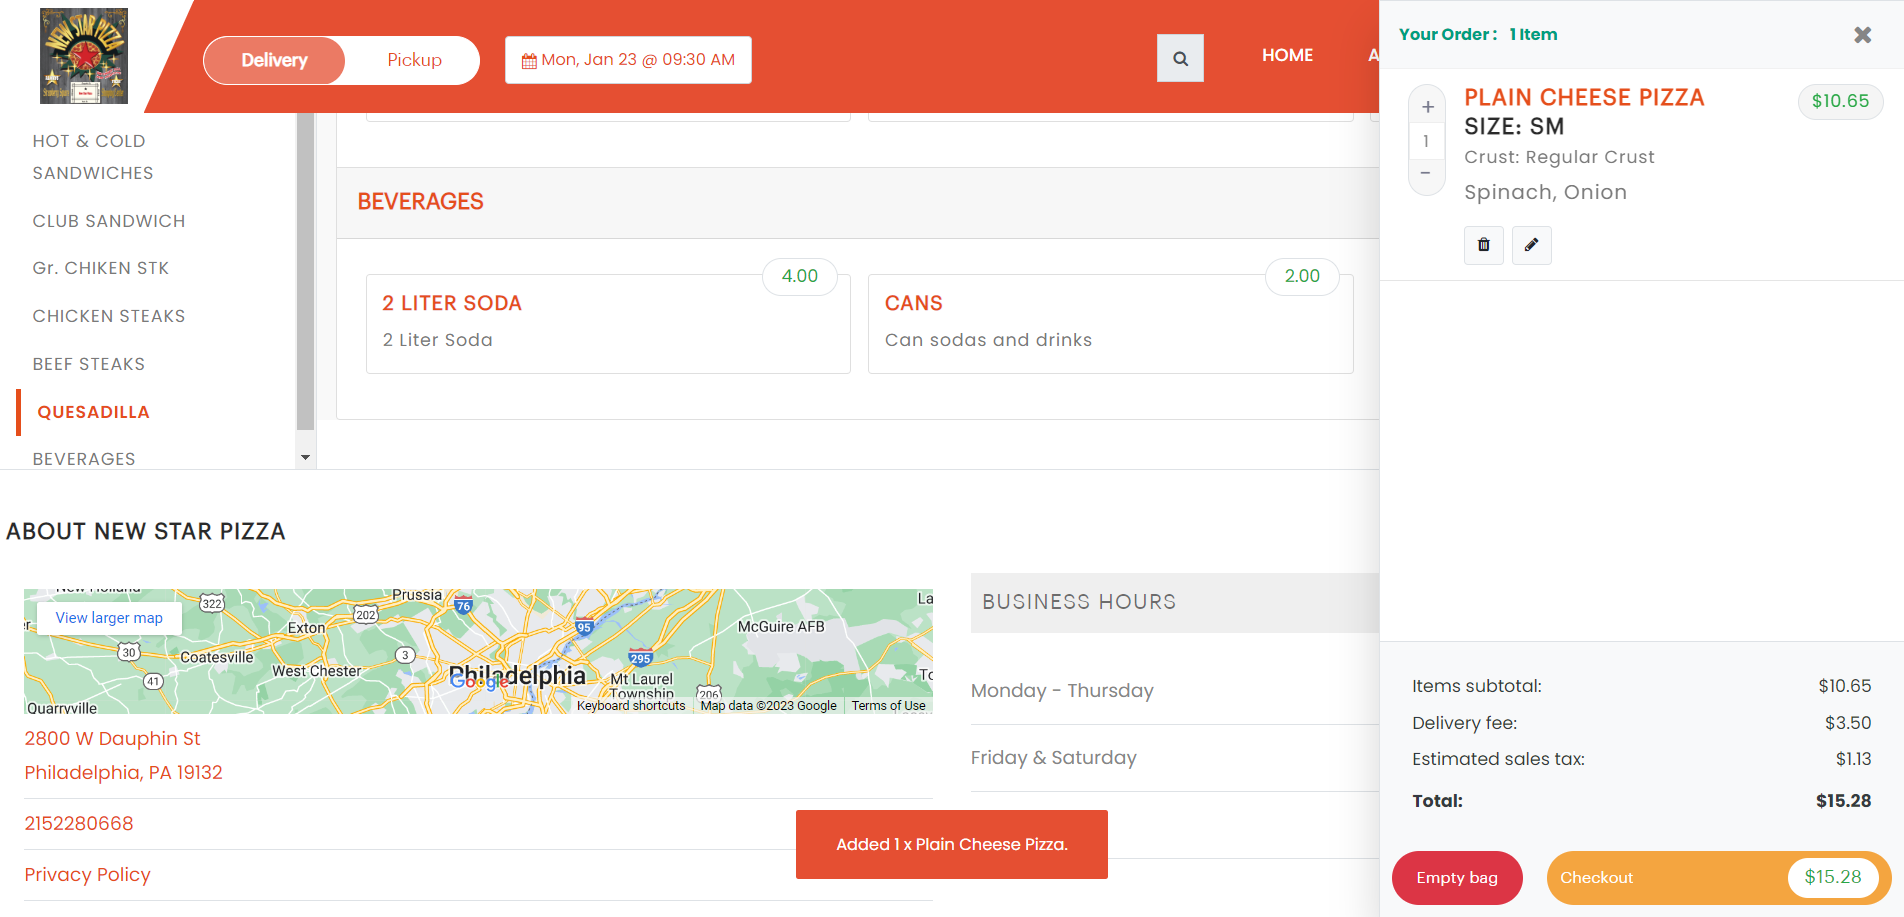 NEW STAR PIZZA
Delivery
Pickup
Mon, Jan 23 @ 09:30 AM
HOME
A
Your Order : 1 Item
HOT & COLD
SANDWICHES
CLUB SANDWICH
Gr. CHIKEN STK
CHICKEN STEAKS
BEEF STEAKS
QUESADILLA
BEVERAGES
BEVERAGES
4.00
2 LITER SODA
2 Liter Soda
2.00
CANS
Can sodas and drinks
+
1
−
PLAIN CHEESE PIZZA
$10.65
SIZE: SM
Crust: Regular Crust
Spinach, Onion
ABOUT NEW STAR PIZZA
View larger map
New Holland
322
Prussia
76
202
Exton
95
McGuire AFB
La
30
Coatesville
West Chester
3
295
Philadelphia
Google
Mt Laurel
Township
41
206
To
Quarryville
Keyboard shortcuts
Map data ©2023 Google
Terms of Use
2800 W Dauphin St
Philadelphia, PA 19132
2152280668
Privacy Policy
BUSINESS HOURS
Monday - Thursday
Friday & Saturday
Added 1 x Plain Cheese Pizza.
Items subtotal: $10.65
Delivery fee: $3.50
Estimated sales tax: $1.13
Total: $15.28
Empty bag
Checkout $15.28